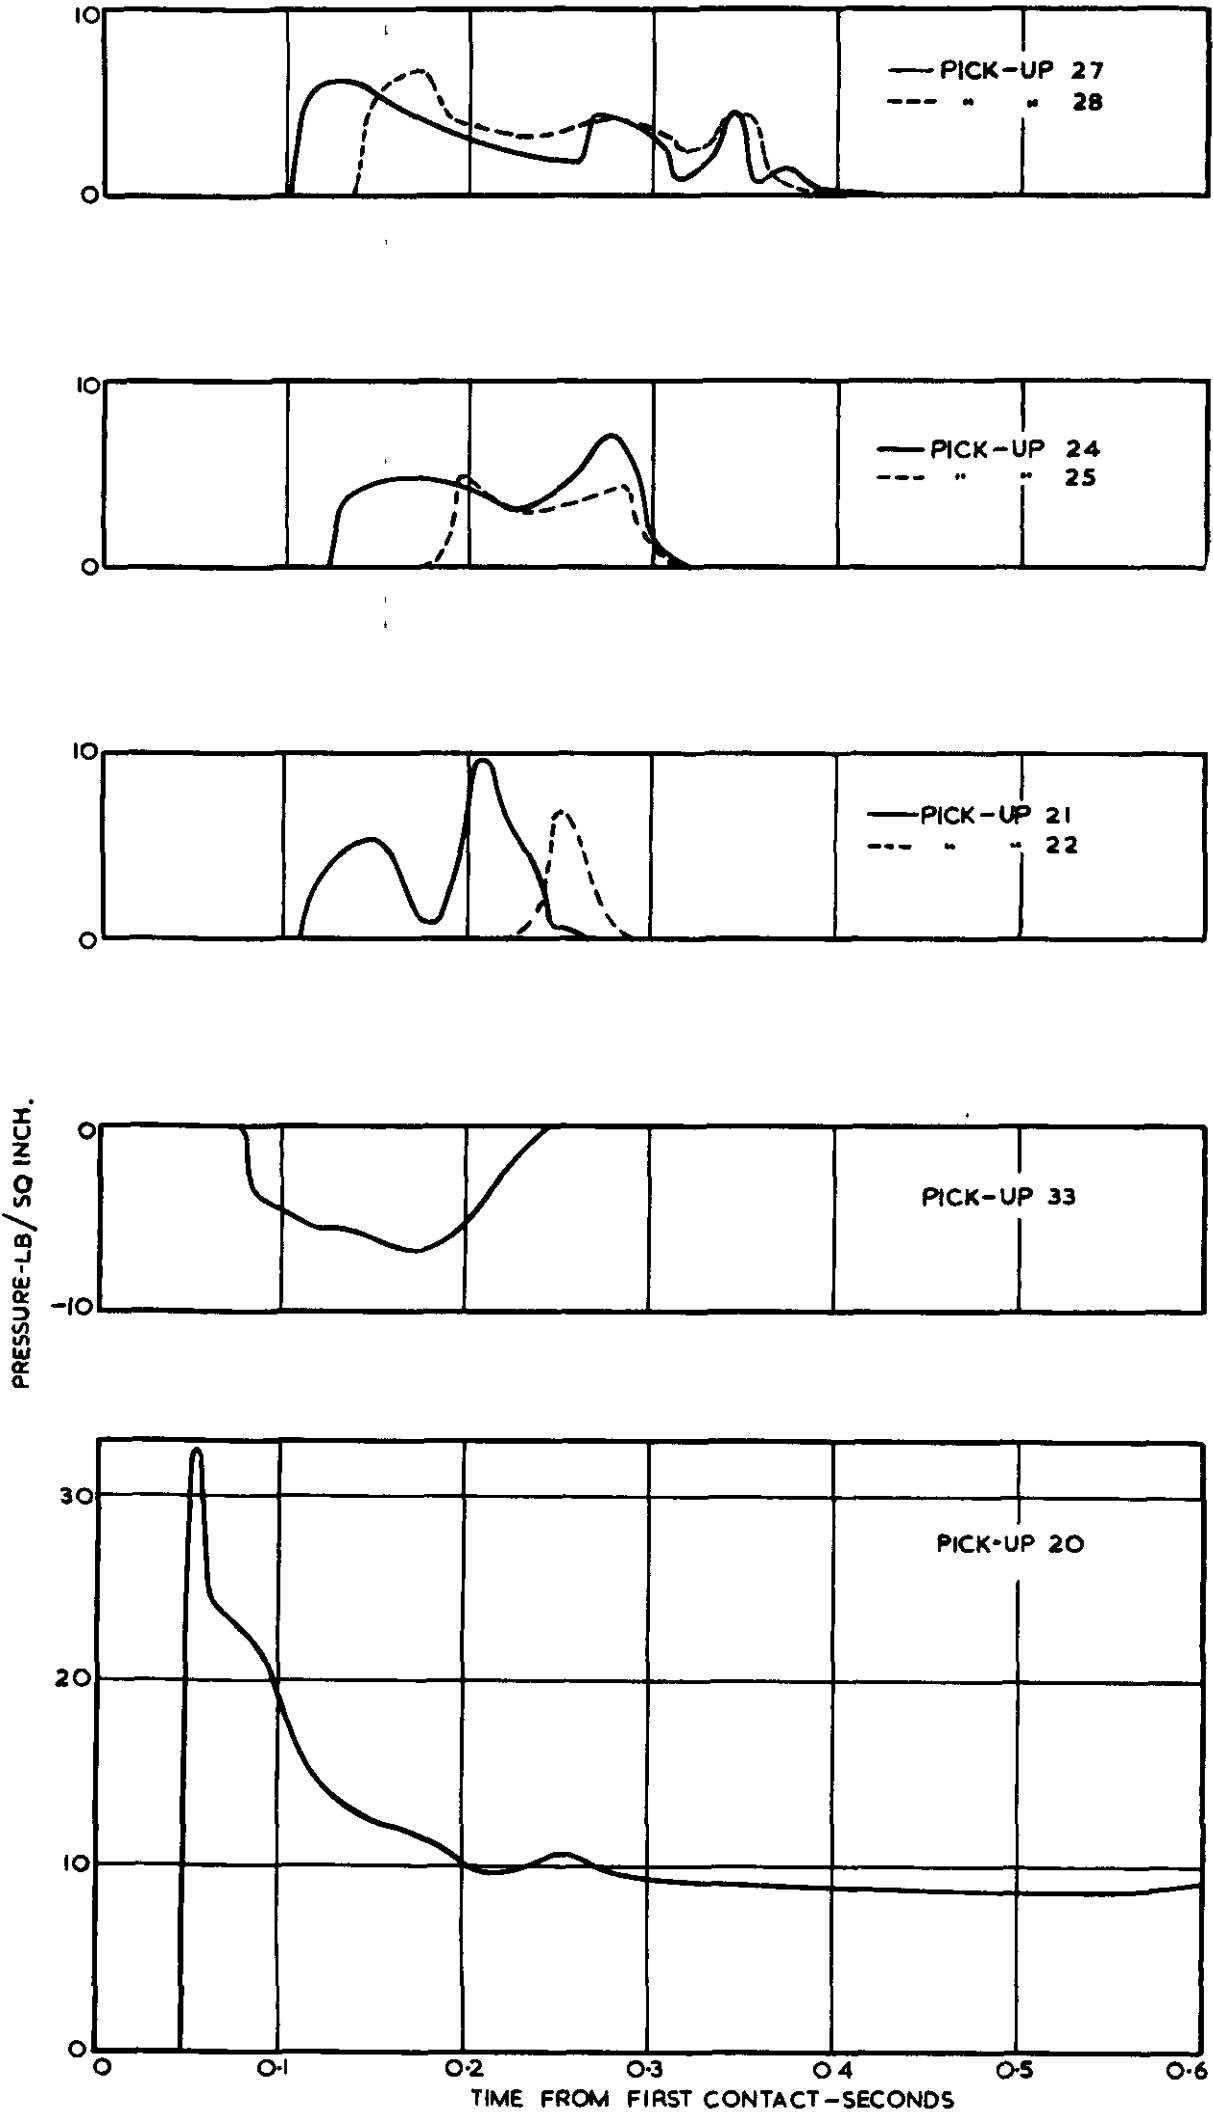 10
— PICK-UP 27
--- " " 28
0
10
— PICK-UP 24
--- " " 25
0
10
— PICK-UP 21
--- " " 22
0
PRESSURE-LB/SQ INCH.
0
PICK-UP 33
-10
30
PICK-UP 20
20
10
0
0 0·1 0·2 0·3 0 4 0·5 0·6
TIME FROM FIRST CONTACT-SECONDS